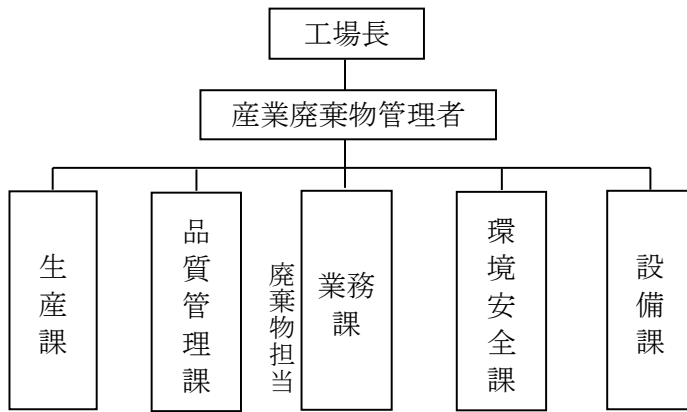 工場長
産業廃棄物管理者
生産課
品質管理課
廃棄物担当
業務
課
環境安全課
設備課